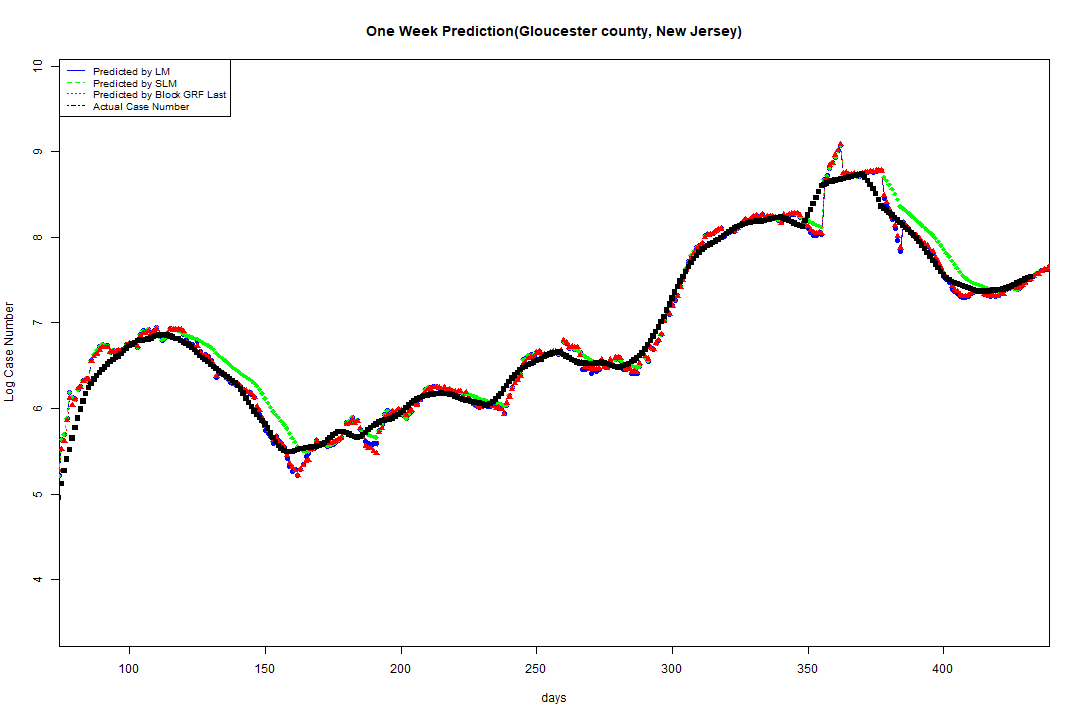 One Week Prediction(Gloucester county, New Jersey)
Predicted by LM
Predicted by SLM
Predicted by Block GRF Last
Actual Case Number
10
9
8
7
6
5
4
Log Case Number
100 150 200 250 300 350 400
days